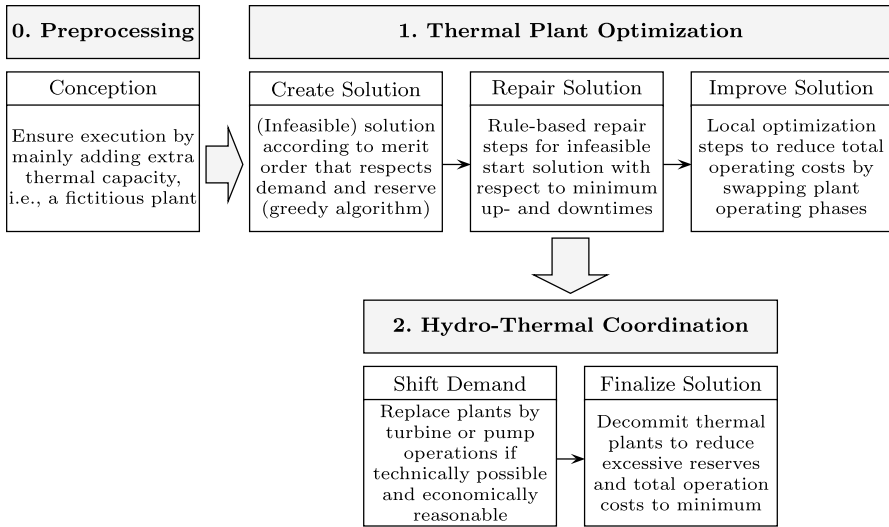 0. Preprocessing
Conception
Ensure execution by
mainly adding extra
thermal capacity,
i.e., a fictitious plant
1. Thermal Plant Optimization
Create Solution
(Infeasible) solution
according to merit
order that respects
demand and reserve
(greedy algorithm)
Repair Solution
Rule-based repair
steps for infeasible
start solution with
respect to minimum
up- and downtimes
Improve Solution
Local optimization
steps to reduce total
operating costs by
swapping plant
operating phases
2. Hydro-Thermal Coordination
Shift Demand
Replace plants by
turbine or pump
operations if
technically possible
and economically
reasonable
Finalize Solution
Decommit thermal
plants to reduce
excessive reserves
and total operation
costs to minimum